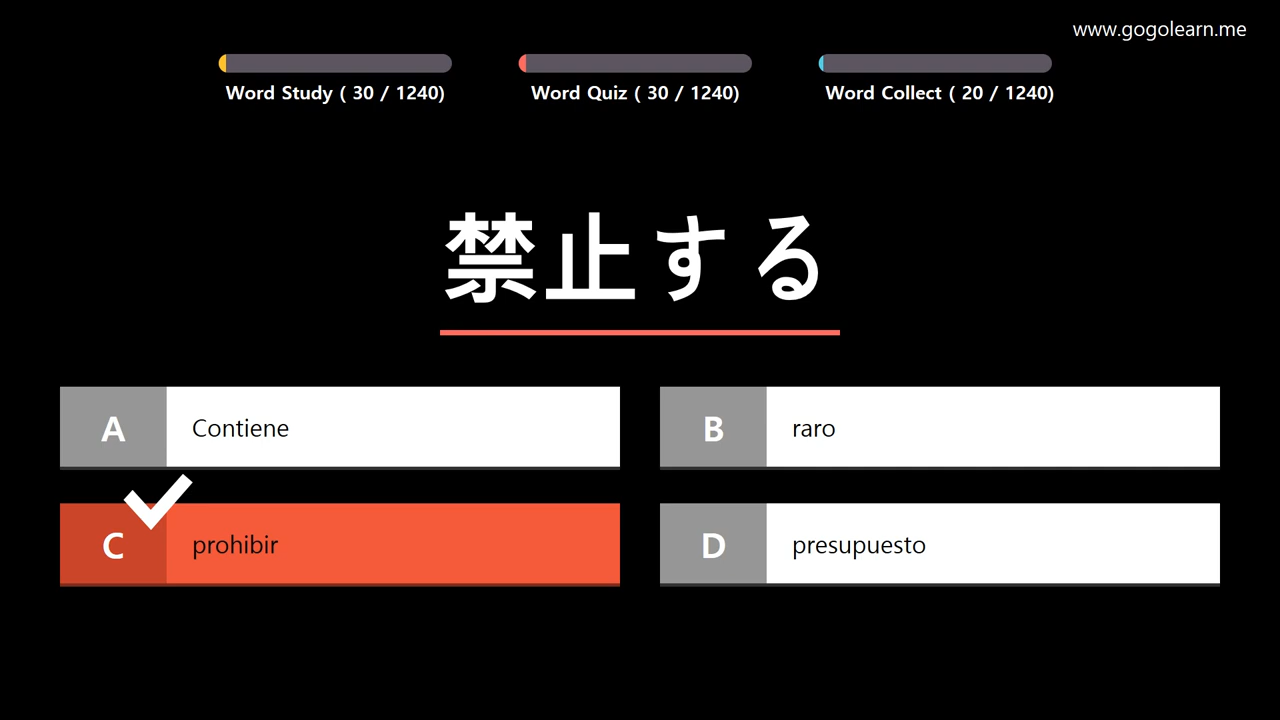 www.gogolearn.me
Word Study ( 30 / 1240)
Word Quiz ( 30 / 1240)
Word Collect ( 20 / 1240)
禁止する
A Contiene
B raro
C prohibir
D presupuesto